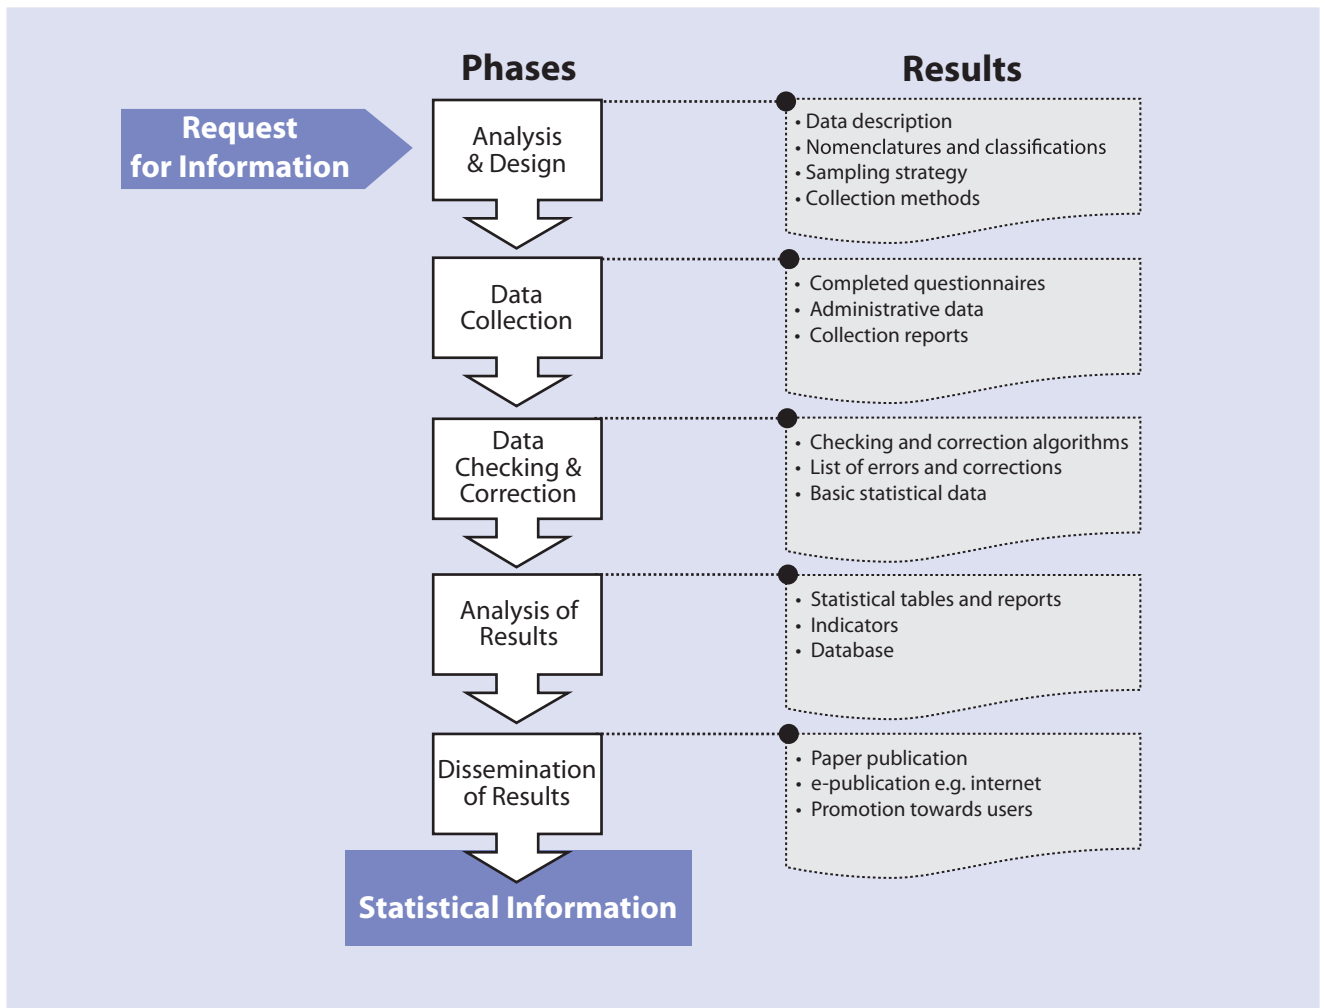 Phases
Results
Request
for Information
Analysis
& Design
• Data description
• Nomenclatures and classifications
• Sampling strategy
• Collection methods
Data
Collection
• Completed questionnaires
• Administrative data
• Collection reports
Data
Checking &
Correction
• Checking and correction algorithms
• List of errors and corrections
• Basic statistical data
Analysis of
Results
• Statistical tables and reports
• Indicators
• Database
Dissemination
of Results
• Paper publication
• e-publication e.g. internet
• Promotion towards users
Statistical Information